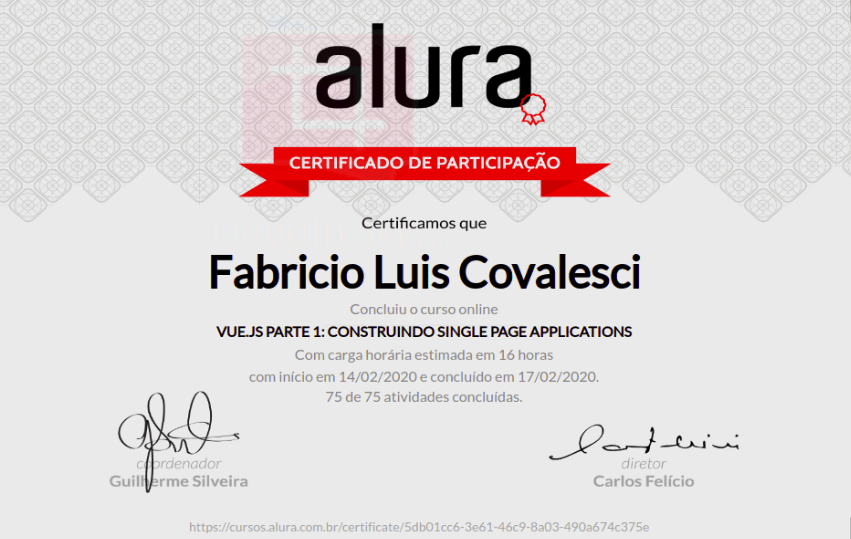 alura
CERTIFICADO DE PARTICIPAÇÃO
Certificamos que
Fabricio Luis Covalesci
Concluiu o curso online
VUE.JS PARTE 1: CONSTRUINDO SINGLE PAGE APPLICATIONS
Com carga horária estimada em 16 horas
com início em 14/02/2020 e concluído em 17/02/2020.
75 de 75 atividades concluídas.
coordenador
Guilherme Silveira
diretor
Carlos Felício
https://cursos.alura.com.br/certificate/5db01cc6-3e61-46c9-8a03-490a674c375e